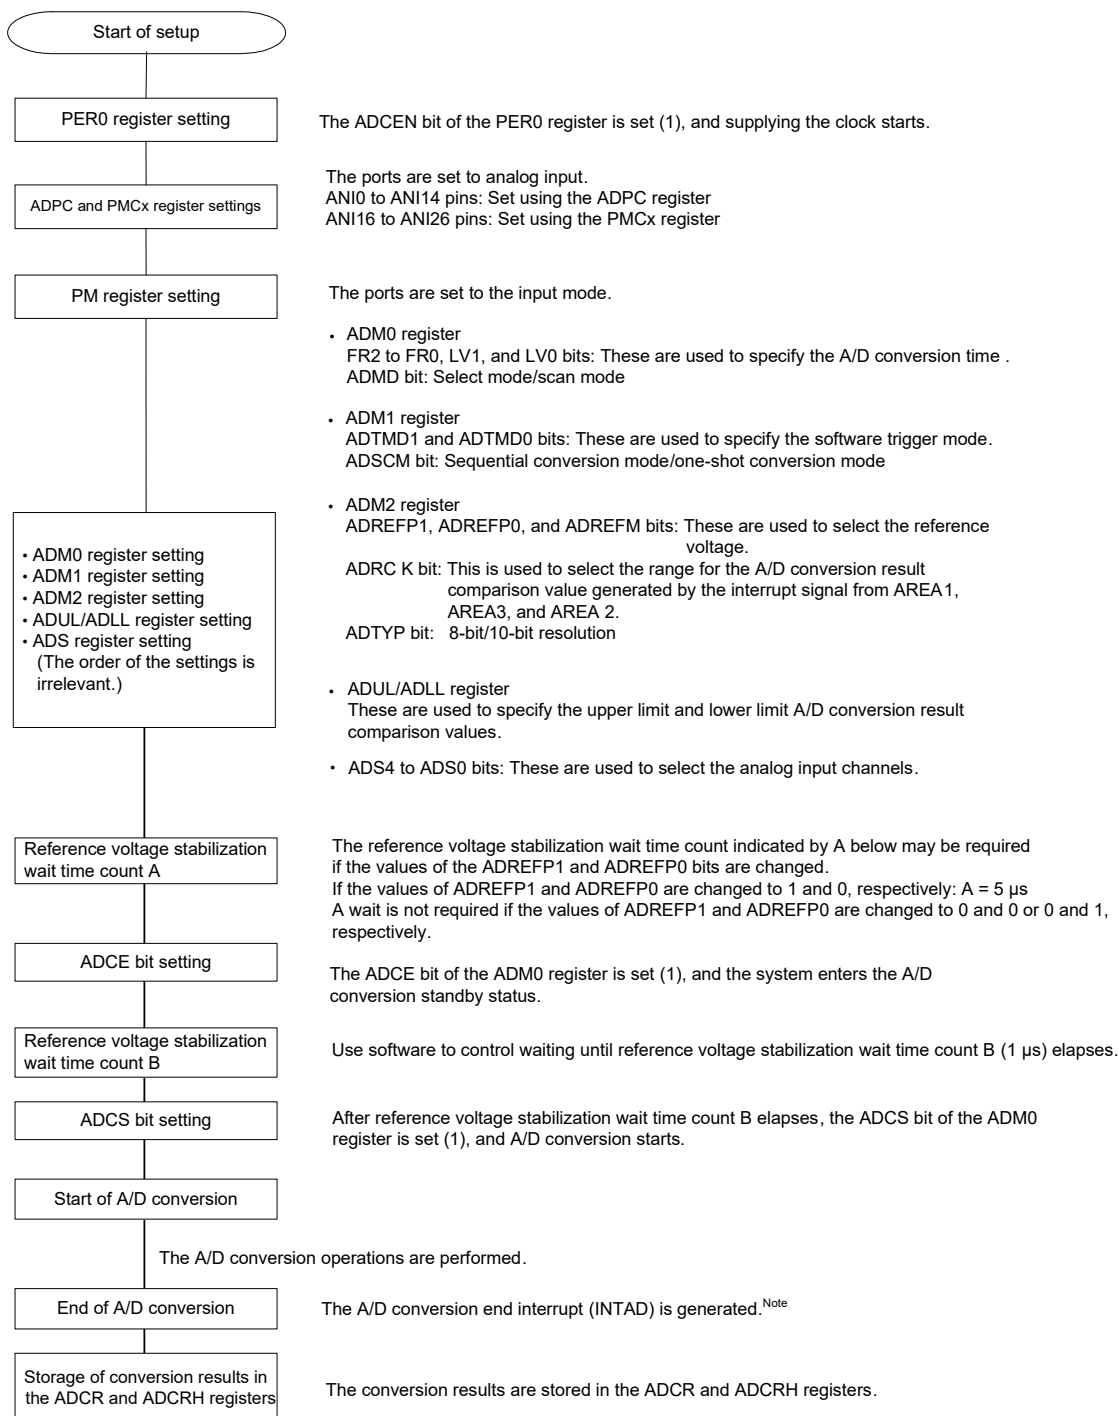 Start of setup
PER0 register setting
The ADCEN bit of the PER0 register is set (1), and supplying the clock starts.
ADPC and PMCx register settings
The ports are set to analog input.
ANI0 to ANI14 pins: Set using the ADPC register
ANI16 to ANI26 pins: Set using the PMCx register
PM register setting
The ports are set to the input mode.
• ADM0 register
FR2 to FR0, LV1, and LV0 bits: These are used to specify the A/D conversion time .
ADMD bit: Select mode/scan mode
• ADM1 register
ADTMD1 and ADTMD0 bits: These are used to specify the software trigger mode.
ADSCM bit: Sequential conversion mode/one-shot conversion mode
• ADM2 register
ADREFP1, ADREFP0, and ADREFM bits: These are used to select the reference
voltage.
ADRC K bit: This is used to select the range for the A/D conversion result
comparison value generated by the interrupt signal from AREA1,
AREA3, and AREA 2.
ADTYP bit: 8-bit/10-bit resolution
• ADUL/ADLL register
These are used to specify the upper limit and lower limit A/D conversion result
comparison values.
• ADS4 to ADS0 bits: These are used to select the analog input channels.
• ADM0 register setting
• ADM1 register setting
• ADM2 register setting
• ADUL/ADLL register setting
• ADS register setting
(The order of the settings is
irrelevant.)
Reference voltage stabilization
wait time count A
The reference voltage stabilization wait time count indicated by A below may be required
if the values of the ADREFP1 and ADREFP0 bits are changed.
If the values of ADREFP1 and ADREFP0 are changed to 1 and 0, respectively: A = 5 µs
A wait is not required if the values of ADREFP1 and ADREFP0 are changed to 0 and 0 or 0 and 1,
respectively.
ADCE bit setting
The ADCE bit of the ADM0 register is set (1), and the system enters the A/D
conversion standby status.
Reference voltage stabilization
wait time count B
Use software to control waiting until reference voltage stabilization wait time count B (1 µs) elapses.
ADCS bit setting
After reference voltage stabilization wait time count B elapses, the ADCS bit of the ADM0
register is set (1), and A/D conversion starts.
Start of A/D conversion
The A/D conversion operations are performed.
End of A/D conversion
The A/D conversion end interrupt (INTAD) is generated.Note
Storage of conversion results in
the ADCR and ADCRH registers
The conversion results are stored in the ADCR and ADCRH registers.